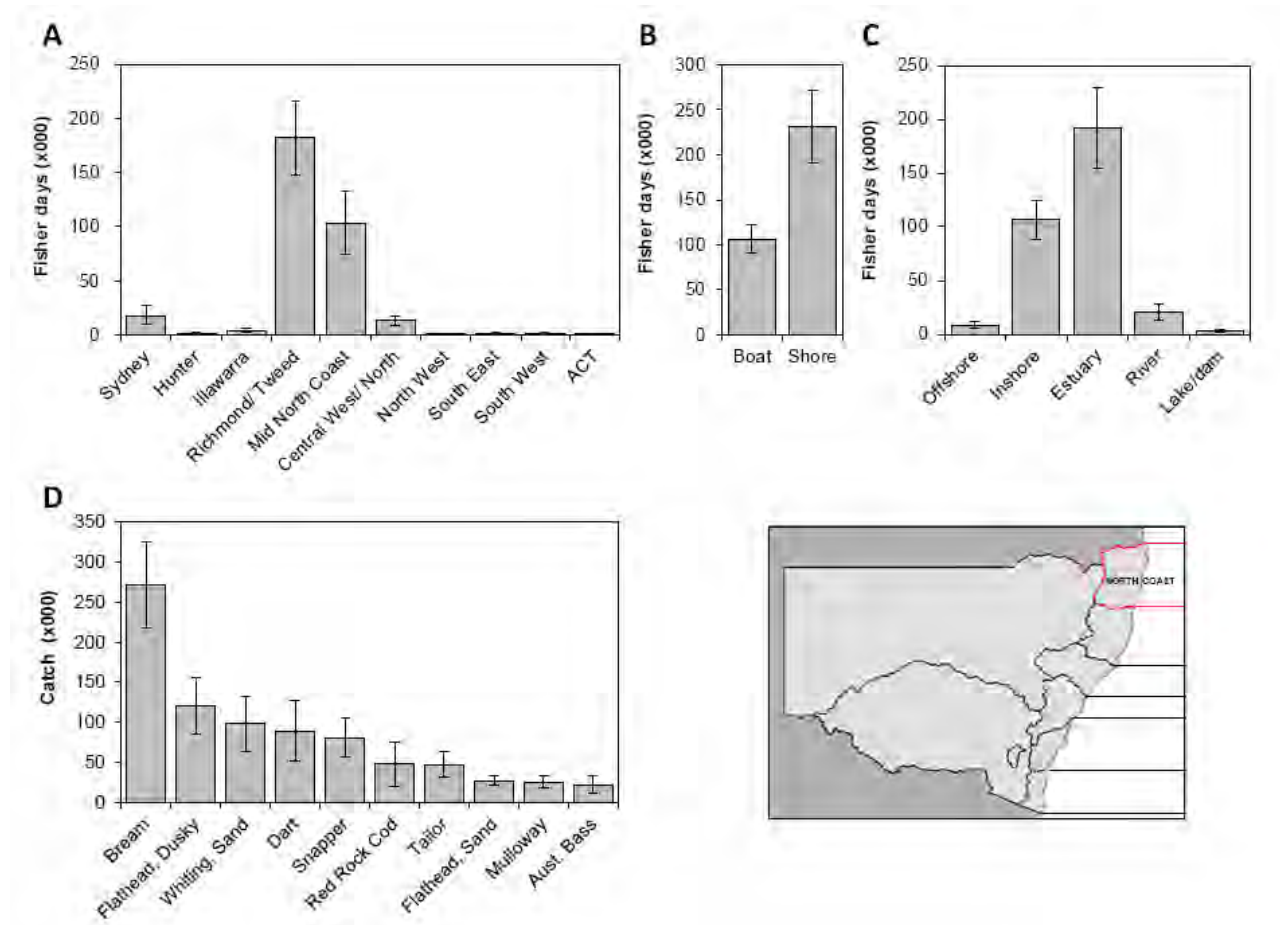 A
Fisher days (x000)
250
200
150
100
50
0
Sydney
Hunter
Illawarra
Richmond/ Tweed
Mid North Coast
Central West/ North
North West
South East
South West
ACT
B
Fisher days (x000)
300
250
200
150
100
50
0
Boat
Shore
C
Fisher days (x000)
250
200
150
100
50
0
Offshore
Inshore
Estuary
River
Lake/dam
D
Catch (x000)
350
300
250
200
150
100
50
0
Bream
Flathead, Dusky
Whiting, Sand
Dart
Snapper
Red Rock Cod
Tailor
Flathead, Sand
Mulloway
Aust. Bass
NORTH COAST